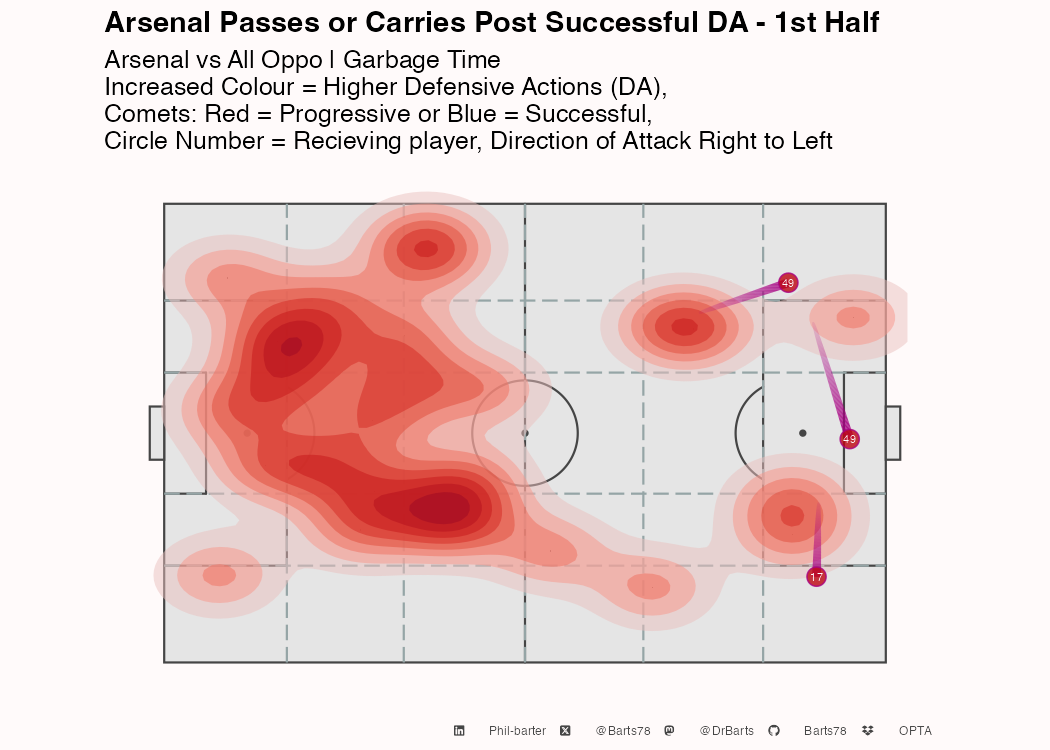 Arsenal Passes or Carries Post Successful DA - 1st Half
Arsenal vs All Oppo | Garbage Time
Increased Colour = Higher Defensive Actions (DA),
Comets: Red = Progressive or Blue = Successful,
Circle Number = Recieving player, Direction of Attack Right to Left
49
49
17
Phil-barter @Barts78 @DrBarts Barts78 OPTA